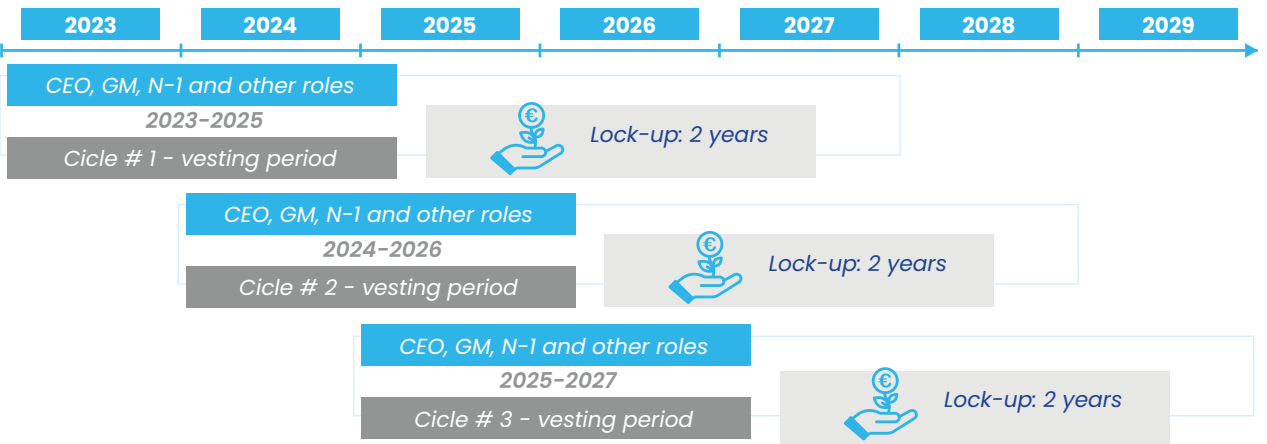 2023 2024 2025 2026 2027 2028 2029
CEO, GM, N-1 and other roles
2023-2025
Cicle # 1 - vesting period
€
Lock-up: 2 years
CEO, GM, N-1 and other roles
2024-2026
Cicle # 2 - vesting period
€
Lock-up: 2 years
CEO, GM, N-1 and other roles
2025-2027
Cicle # 3 - vesting period
€
Lock-up: 2 years